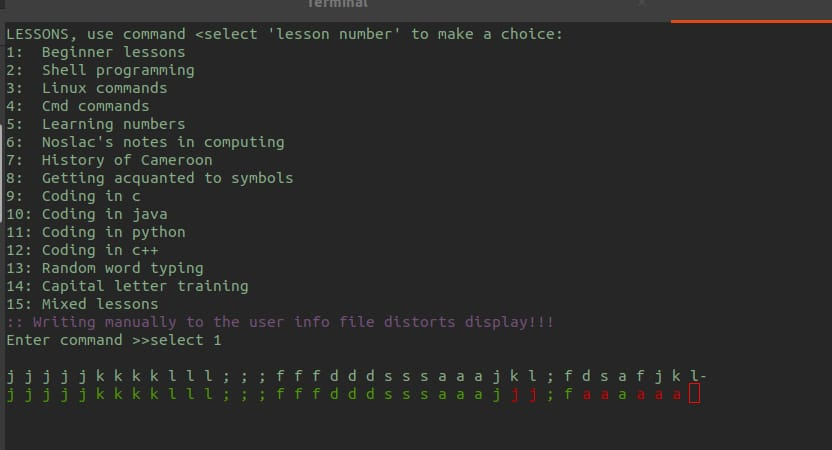 Terminal
LESSONS, use command <select 'lesson number' to make a choice:
1:  Beginner lessons
2:  Shell programming
3:  Linux commands
4:  Cmd commands
5:  Learning numbers
6:  Noslac's notes in computing
7:  History of Cameroon
8:  Getting acquanted to symbols
9:  Coding in c
10: Coding in java
11: Coding in python
12: Coding in c++
13: Random word typing
14: Capital letter training
15: Mixed lessons
:: Writing manually to the user info file distorts display!!!
Enter command >>select 1
j j j j j k k k k l l l ; ; ; f f f d d d s s s a a a j k l ; f d s a f j k l-
j j j j j k k k k l l l ; ; ; f f f d d d s s s a a a j j j ; f a a a a a a